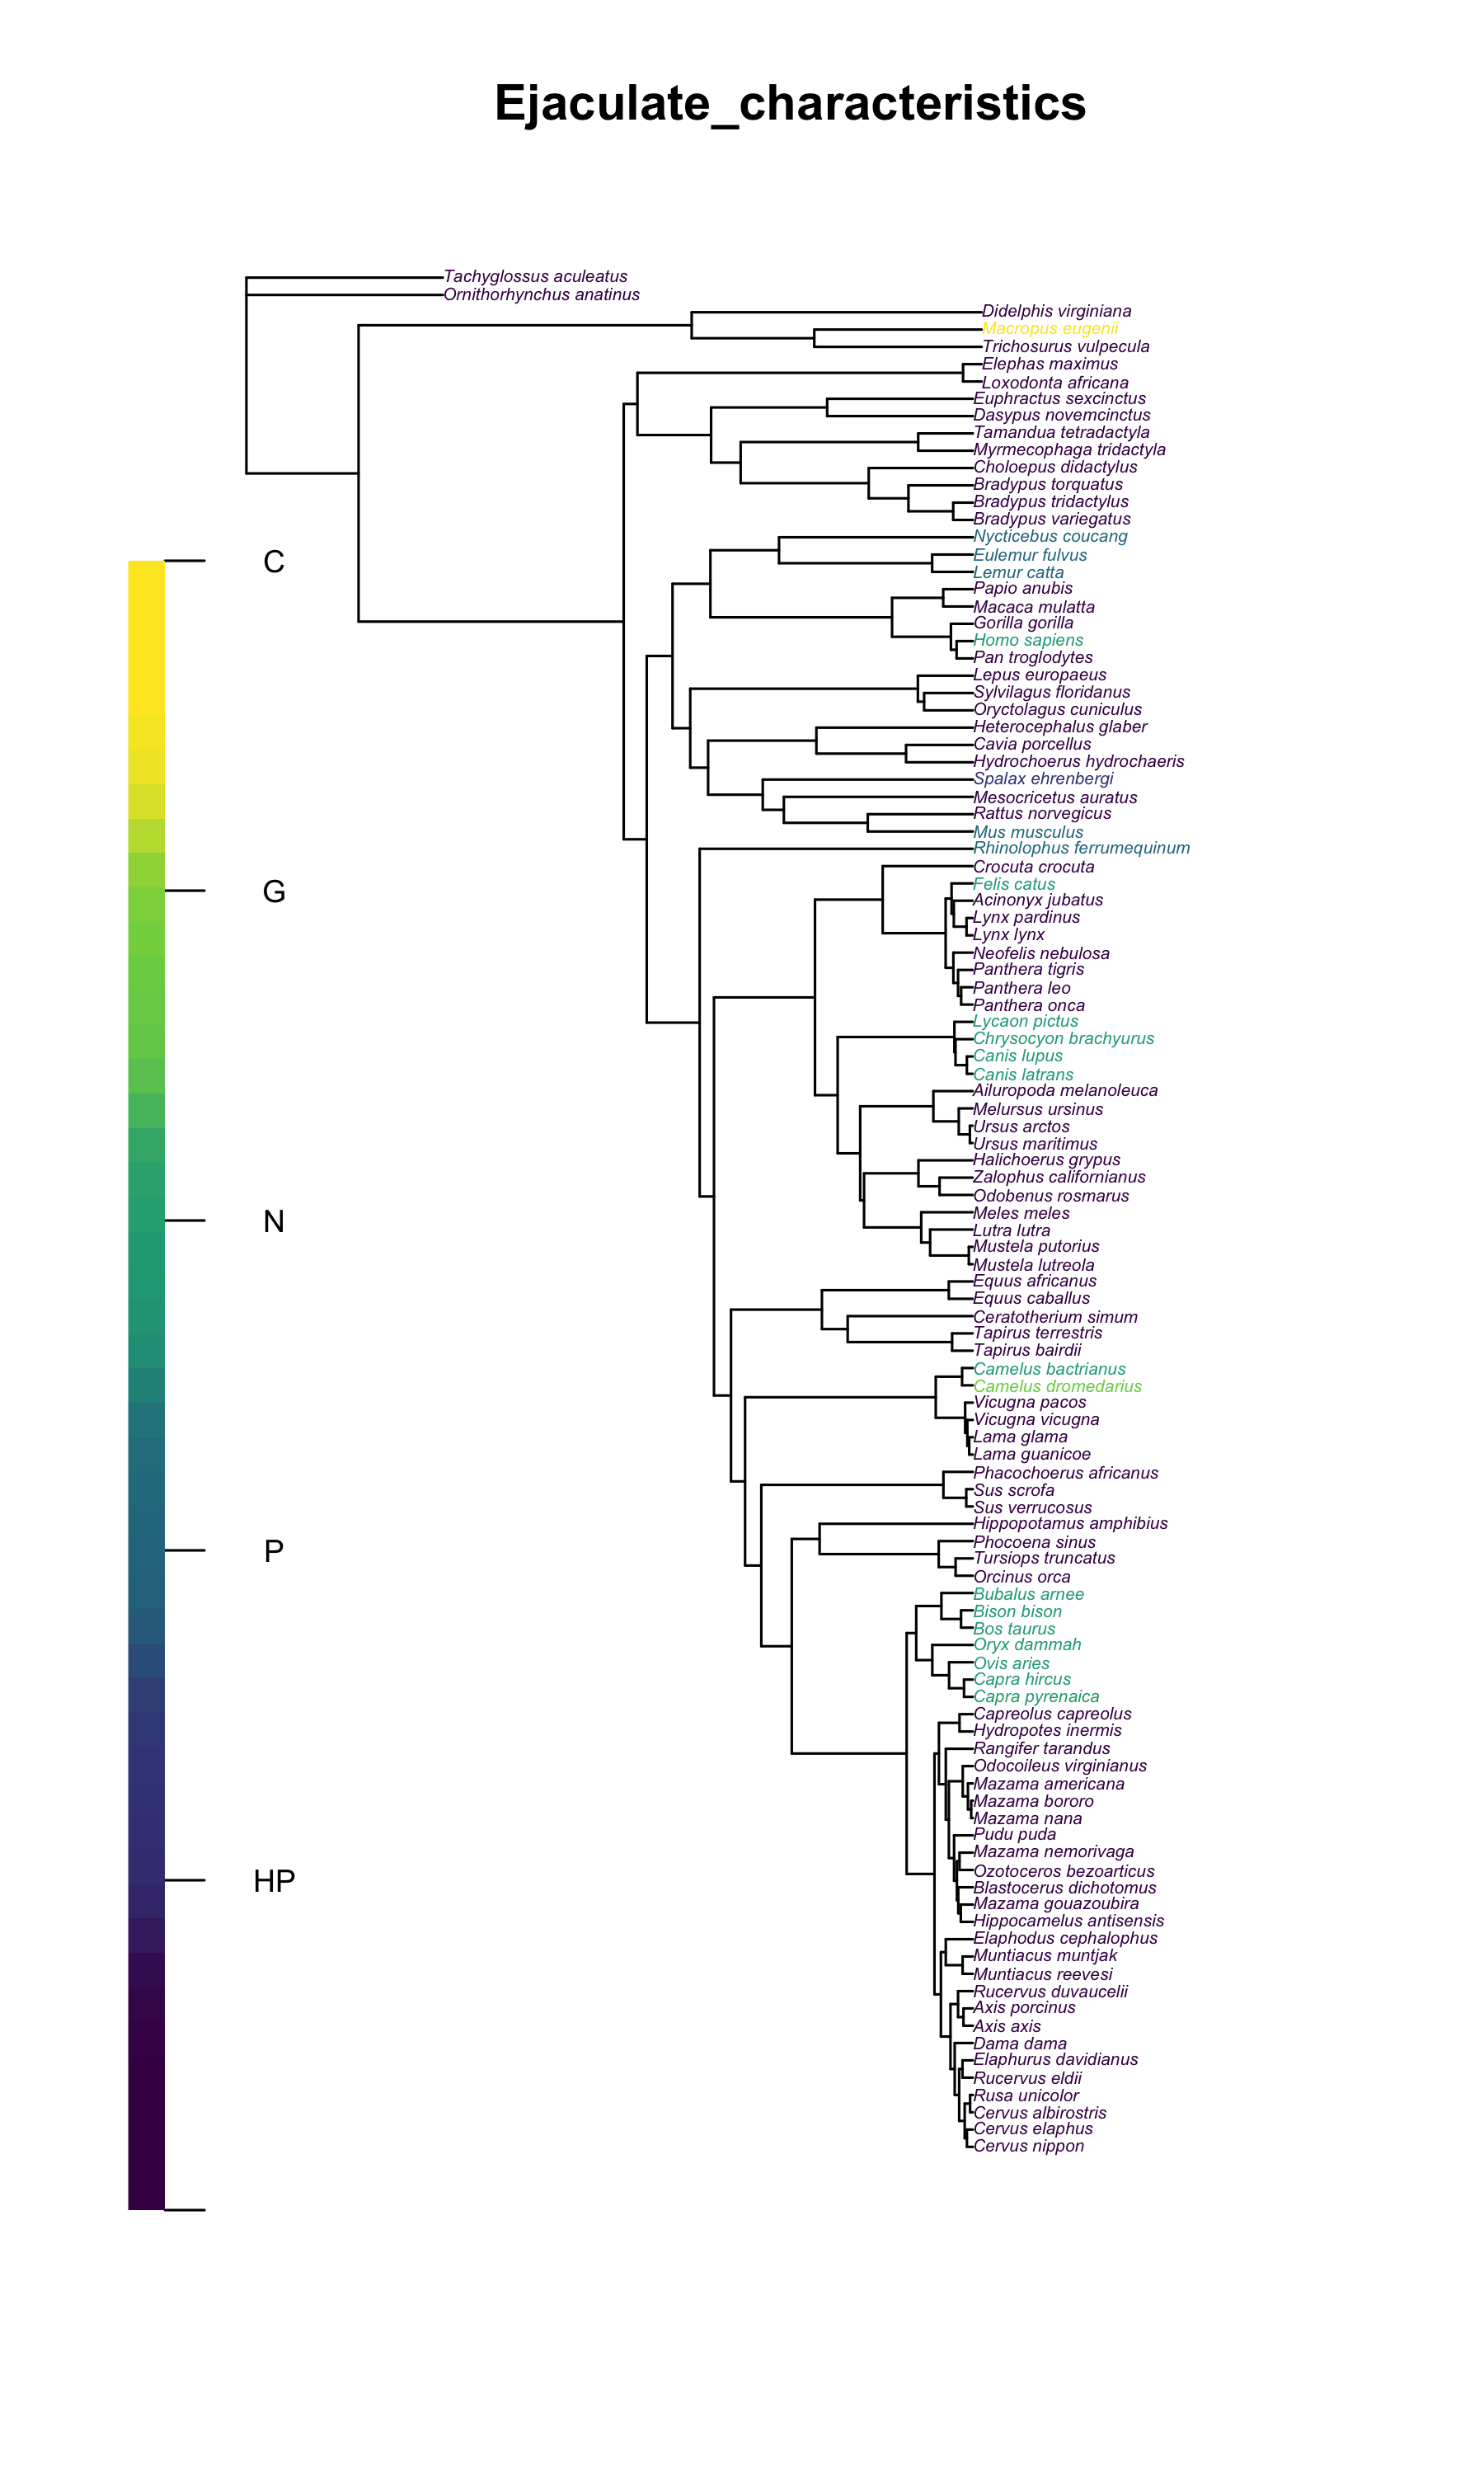 Ejaculate_characteristics
Tachyglossus aculeatus
Ornithorhynchus anatinus
Didelphis virginiana
Macropus eugenii
Trichosurus vulpecula
Elephas maximus
Loxodonta africana
Euphractus sexcinctus
Dasypus novemcinctus
Tamandua tetradactyla
Myrmecophaga tridactyla
Choloepus didactylus
Bradypus torquatus
Bradypus tridactylus
Bradypus variegatus
Nycticebus coucang
Eulemur fulvus
Lemur catta
Papio anubis
Macaca mulatta
Gorilla gorilla
Homo sapiens
Pan troglodytes
Lepus europaeus
Sylvilagus floridanus
Oryctolagus cuniculus
Heterocephalus glaber
Cavia porcellus
Hydrochoerus hydrochaeris
Spalax ehrenbergi
Mesocricetus auratus
Rattus norvegicus
Mus musculus
Rhinolophus ferrumequinum
Crocuta crocuta
Felis catus
Acinonyx jubatus
Lynx pardinus
Lynx lynx
Neofelis nebulosa
Panthera tigris
Panthera leo
Panthera onca
Lycaon pictus
Chrysocyon brachyurus
Canis lupus
Canis latrans
Ailuropoda melanoleuca
Melursus ursinus
Ursus arctos
Ursus maritimus
Halichoerus grypus
Zalophus californianus
Odobenus rosmarus
Meles meles
Lutra lutra
Mustela putorius
Mustela lutreola
Equus africanus
Equus caballus
Ceratotherium simum
Tapirus terrestris
Tapirus bairdii
Camelus bactrianus
Camelus dromedarius
Vicugna pacos
Vicugna vicugna
Lama glama
Lama guanicoe
Phacochoerus africanus
Sus scrofa
Sus verrucosus
Hippopotamus amphibius
Phocoena sinus
Tursiops truncatus
Orcinus orca
Bubalus arnee
Bison bison
Bos taurus
Oryx dammah
Ovis aries
Capra hircus
Capra pyrenaica
Capreolus capreolus
Hydropotes inermis
Rangifer tarandus
Odocoileus virginianus
Mazama americana
Mazama bororo
Mazama nana
Pudu puda
Mazama nemorivaga
Ozotoceros bezoarticus
Blastocerus dichotomus
Mazama gouazoubira
Hippocamelus antisensis
Elaphodus cephalophus
Muntiacus muntjak
Muntiacus reevesi
Rucervus duvaucelii
Axis porcinus
Axis axis
Dama dama
Elaphurus davidianus
Rucervus eldii
Rusa unicolor
Cervus albirostris
Cervus elaphus
Cervus nippon
C
G
N
P
HP